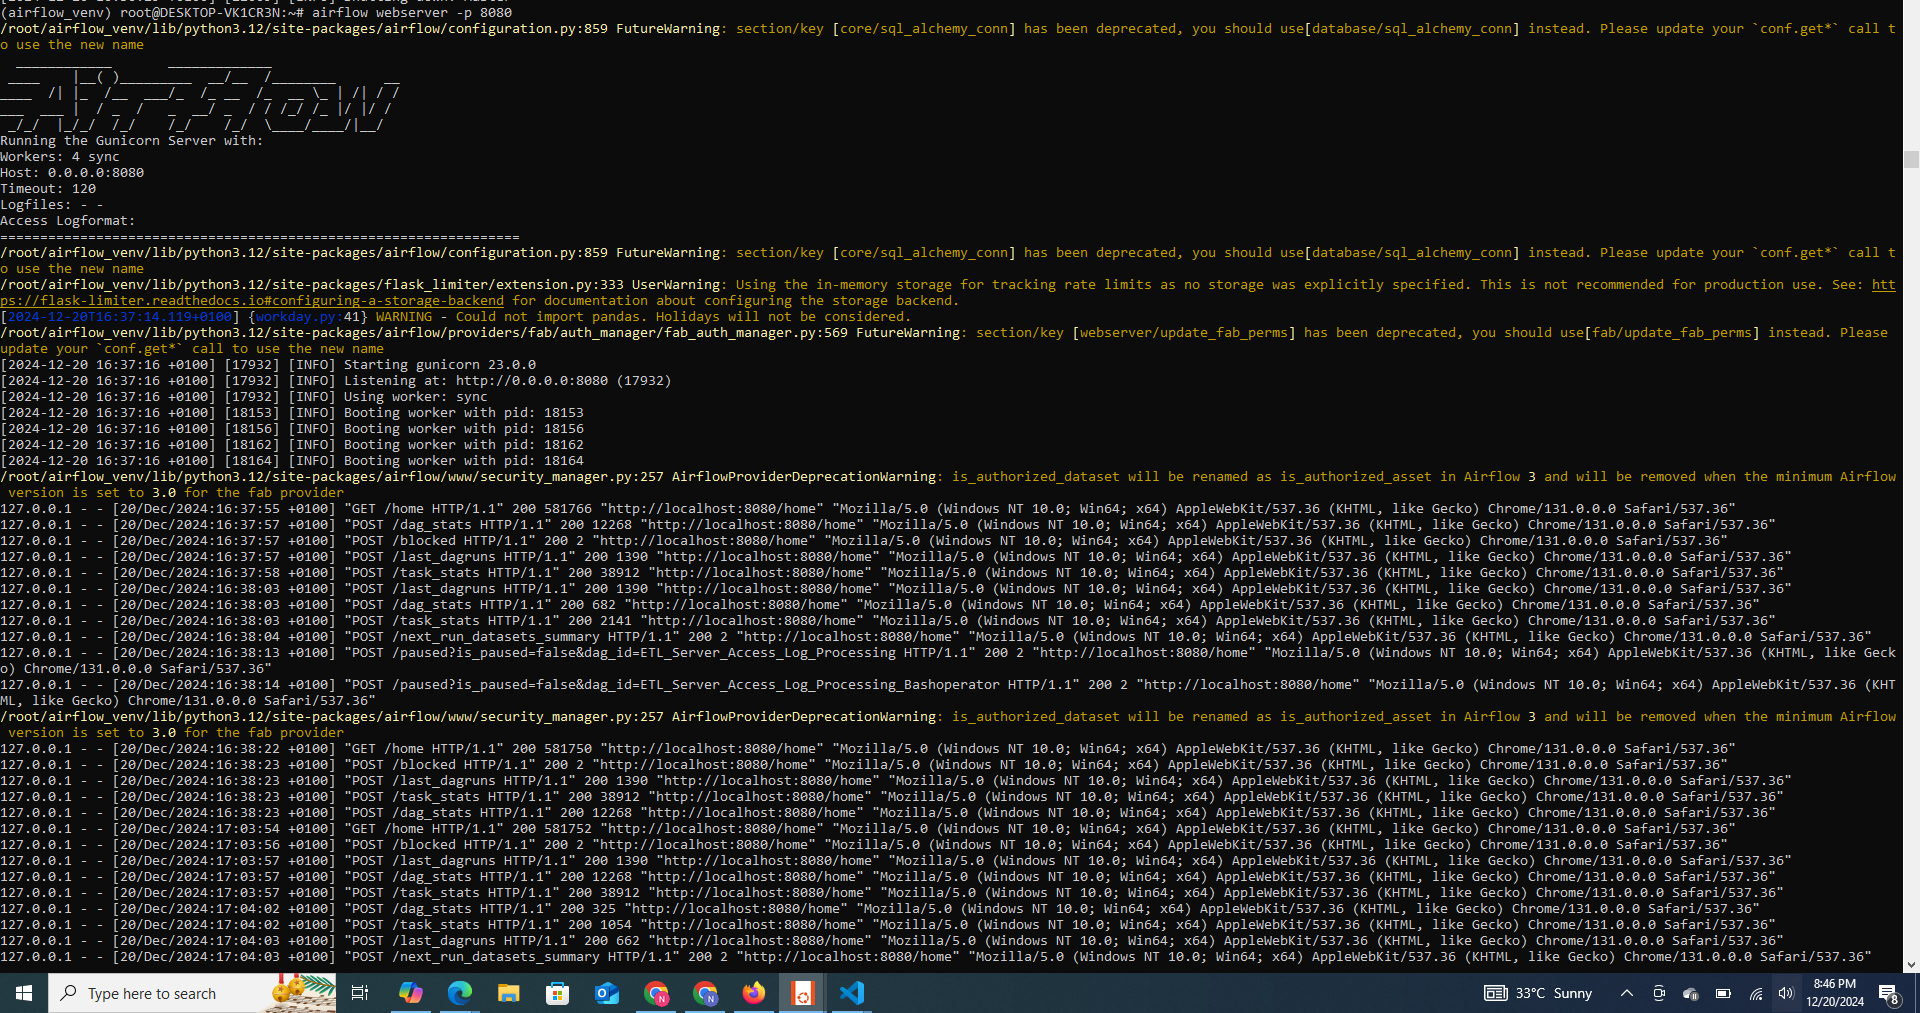 (airflow_venv) root@DESKTOP-VK1CR3N:~# airflow webserver -p 8080
/root/airflow_venv/lib/python3.12/site-packages/airflow/configuration.py:859 FutureWarning: section/key [core/sql_alchemy_conn] has been deprecated, you should use[database/sql_alchemy_conn] instead. Please update your `conf.get*` call t
o use the new name
  ____________       _____________
 ____    |__( )_________  __/__  /________      __
____  /| |_  /__  ___/_  /_ __  /_  __ \_ | /| / /
___  ___ |  / _  /   _  __/ _  / / /_/ /_ |/ |/ /
 _/_/  |_/_/  /_/    /_/    /_/  \____/____/|__/
Running the Gunicorn Server with:
Workers: 4 sync
Host: 0.0.0.0:8080
Timeout: 120
Logfiles: - -
Access Logformat:
=================================================================
/root/airflow_venv/lib/python3.12/site-packages/airflow/configuration.py:859 FutureWarning: section/key [core/sql_alchemy_conn] has been deprecated, you should use[database/sql_alchemy_conn] instead. Please update your `conf.get*` call t
o use the new name
/root/airflow_venv/lib/python3.12/site-packages/flask_limiter/extension.py:333 UserWarning: Using the in-memory storage for tracking rate limits as no storage was explicitly specified. This is not recommended for production use. See: htt
ps://flask-limiter.readthedocs.io#configuring-a-storage-backend for documentation about configuring the storage backend.
[2024-12-20T16:37:14.119+0100] {workday.py:41} WARNING - Could not import pandas. Holidays will not be considered.
/root/airflow_venv/lib/python3.12/site-packages/airflow/providers/fab/auth_manager/fab_auth_manager.py:569 FutureWarning: section/key [webserver/update_fab_perms] has been deprecated, you should use[fab/update_fab_perms] instead. Please
update your `conf.get*` call to use the new name
[2024-12-20 16:37:16 +0100] [17932] [INFO] Starting gunicorn 23.0.0
[2024-12-20 16:37:16 +0100] [17932] [INFO] Listening at: http://0.0.0.0:8080 (17932)
[2024-12-20 16:37:16 +0100] [17932] [INFO] Using worker: sync
[2024-12-20 16:37:16 +0100] [18153] [INFO] Booting worker with pid: 18153
[2024-12-20 16:37:16 +0100] [18156] [INFO] Booting worker with pid: 18156
[2024-12-20 16:37:16 +0100] [18162] [INFO] Booting worker with pid: 18162
[2024-12-20 16:37:16 +0100] [18164] [INFO] Booting worker with pid: 18164
/root/airflow_venv/lib/python3.12/site-packages/airflow/www/security_manager.py:257 AirflowProviderDeprecationWarning: is_authorized_dataset will be renamed as is_authorized_asset in Airflow 3 and will be removed when the minimum Airflow
 version is set to 3.0 for the fab provider
127.0.0.1 - - [20/Dec/2024:16:37:55 +0100] "GET /home HTTP/1.1" 200 581766 "http://localhost:8080/home" "Mozilla/5.0 (Windows NT 10.0; Win64; x64) AppleWebKit/537.36 (KHTML, like Gecko) Chrome/131.0.0.0 Safari/537.36"
127.0.0.1 - - [20/Dec/2024:16:37:57 +0100] "POST /dag_stats HTTP/1.1" 200 12268 "http://localhost:8080/home" "Mozilla/5.0 (Windows NT 10.0; Win64; x64) AppleWebKit/537.36 (KHTML, like Gecko) Chrome/131.0.0.0 Safari/537.36"
127.0.0.1 - - [20/Dec/2024:16:37:57 +0100] "POST /blocked HTTP/1.1" 200 2 "http://localhost:8080/home" "Mozilla/5.0 (Windows NT 10.0; Win64; x64) AppleWebKit/537.36 (KHTML, like Gecko) Chrome/131.0.0.0 Safari/537.36"
127.0.0.1 - - [20/Dec/2024:16:37:57 +0100] "POST /last_dagruns HTTP/1.1" 200 1390 "http://localhost:8080/home" "Mozilla/5.0 (Windows NT 10.0; Win64; x64) AppleWebKit/537.36 (KHTML, like Gecko) Chrome/131.0.0.0 Safari/537.36"
127.0.0.1 - - [20/Dec/2024:16:37:58 +0100] "POST /task_stats HTTP/1.1" 200 38912 "http://localhost:8080/home" "Mozilla/5.0 (Windows NT 10.0; Win64; x64) AppleWebKit/537.36 (KHTML, like Gecko) Chrome/131.0.0.0 Safari/537.36"
127.0.0.1 - - [20/Dec/2024:16:38:03 +0100] "POST /last_dagruns HTTP/1.1" 200 1390 "http://localhost:8080/home" "Mozilla/5.0 (Windows NT 10.0; Win64; x64) AppleWebKit/537.36 (KHTML, like Gecko) Chrome/131.0.0.0 Safari/537.36"
127.0.0.1 - - [20/Dec/2024:16:38:03 +0100] "POST /dag_stats HTTP/1.1" 200 682 "http://localhost:8080/home" "Mozilla/5.0 (Windows NT 10.0; Win64; x64) AppleWebKit/537.36 (KHTML, like Gecko) Chrome/131.0.0.0 Safari/537.36"
127.0.0.1 - - [20/Dec/2024:16:38:03 +0100] "POST /task_stats HTTP/1.1" 200 2141 "http://localhost:8080/home" "Mozilla/5.0 (Windows NT 10.0; Win64; x64) AppleWebKit/537.36 (KHTML, like Gecko) Chrome/131.0.0.0 Safari/537.36"
127.0.0.1 - - [20/Dec/2024:16:38:04 +0100] "POST /next_run_datasets_summary HTTP/1.1" 200 2 "http://localhost:8080/home" "Mozilla/5.0 (Windows NT 10.0; Win64; x64) AppleWebKit/537.36 (KHTML, like Gecko) Chrome/131.0.0.0 Safari/537.36"
127.0.0.1 - - [20/Dec/2024:16:38:13 +0100] "POST /paused?is_paused=false&dag_id=ETL_Server_Access_Log_Processing HTTP/1.1" 200 2 "http://localhost:8080/home" "Mozilla/5.0 (Windows NT 10.0; Win64; x64) AppleWebKit/537.36 (KHTML, like Geck
o) Chrome/131.0.0.0 Safari/537.36"
127.0.0.1 - - [20/Dec/2024:16:38:14 +0100] "POST /paused?is_paused=false&dag_id=ETL_Server_Access_Log_Processing_Bashoperator HTTP/1.1" 200 2 "http://localhost:8080/home" "Mozilla/5.0 (Windows NT 10.0; Win64; x64) AppleWebKit/537.36 (KHT
ML, like Gecko) Chrome/131.0.0.0 Safari/537.36"
/root/airflow_venv/lib/python3.12/site-packages/airflow/www/security_manager.py:257 AirflowProviderDeprecationWarning: is_authorized_dataset will be renamed as is_authorized_asset in Airflow 3 and will be removed when the minimum Airflow
 version is set to 3.0 for the fab provider
127.0.0.1 - - [20/Dec/2024:16:38:22 +0100] "GET /home HTTP/1.1" 200 581750 "http://localhost:8080/home" "Mozilla/5.0 (Windows NT 10.0; Win64; x64) AppleWebKit/537.36 (KHTML, like Gecko) Chrome/131.0.0.0 Safari/537.36"
127.0.0.1 - - [20/Dec/2024:16:38:23 +0100] "POST /blocked HTTP/1.1" 200 2 "http://localhost:8080/home" "Mozilla/5.0 (Windows NT 10.0; Win64; x64) AppleWebKit/537.36 (KHTML, like Gecko) Chrome/131.0.0.0 Safari/537.36"
127.0.0.1 - - [20/Dec/2024:16:38:23 +0100] "POST /last_dagruns HTTP/1.1" 200 1390 "http://localhost:8080/home" "Mozilla/5.0 (Windows NT 10.0; Win64; x64) AppleWebKit/537.36 (KHTML, like Gecko) Chrome/131.0.0.0 Safari/537.36"
127.0.0.1 - - [20/Dec/2024:16:38:23 +0100] "POST /task_stats HTTP/1.1" 200 38912 "http://localhost:8080/home" "Mozilla/5.0 (Windows NT 10.0; Win64; x64) AppleWebKit/537.36 (KHTML, like Gecko) Chrome/131.0.0.0 Safari/537.36"
127.0.0.1 - - [20/Dec/2024:16:38:23 +0100] "POST /dag_stats HTTP/1.1" 200 12268 "http://localhost:8080/home" "Mozilla/5.0 (Windows NT 10.0; Win64; x64) AppleWebKit/537.36 (KHTML, like Gecko) Chrome/131.0.0.0 Safari/537.36"
127.0.0.1 - - [20/Dec/2024:17:03:54 +0100] "GET /home HTTP/1.1" 200 581752 "http://localhost:8080/home" "Mozilla/5.0 (Windows NT 10.0; Win64; x64) AppleWebKit/537.36 (KHTML, like Gecko) Chrome/131.0.0.0 Safari/537.36"
127.0.0.1 - - [20/Dec/2024:17:03:56 +0100] "POST /blocked HTTP/1.1" 200 2 "http://localhost:8080/home" "Mozilla/5.0 (Windows NT 10.0; Win64; x64) AppleWebKit/537.36 (KHTML, like Gecko) Chrome/131.0.0.0 Safari/537.36"
127.0.0.1 - - [20/Dec/2024:17:03:57 +0100] "POST /last_dagruns HTTP/1.1" 200 1390 "http://localhost:8080/home" "Mozilla/5.0 (Windows NT 10.0; Win64; x64) AppleWebKit/537.36 (KHTML, like Gecko) Chrome/131.0.0.0 Safari/537.36"
127.0.0.1 - - [20/Dec/2024:17:03:57 +0100] "POST /dag_stats HTTP/1.1" 200 12268 "http://localhost:8080/home" "Mozilla/5.0 (Windows NT 10.0; Win64; x64) AppleWebKit/537.36 (KHTML, like Gecko) Chrome/131.0.0.0 Safari/537.36"
127.0.0.1 - - [20/Dec/2024:17:03:57 +0100] "POST /task_stats HTTP/1.1" 200 38912 "http://localhost:8080/home" "Mozilla/5.0 (Windows NT 10.0; Win64; x64) AppleWebKit/537.36 (KHTML, like Gecko) Chrome/131.0.0.0 Safari/537.36"
127.0.0.1 - - [20/Dec/2024:17:04:02 +0100] "POST /dag_stats HTTP/1.1" 200 325 "http://localhost:8080/home" "Mozilla/5.0 (Windows NT 10.0; Win64; x64) AppleWebKit/537.36 (KHTML, like Gecko) Chrome/131.0.0.0 Safari/537.36"
127.0.0.1 - - [20/Dec/2024:17:04:02 +0100] "POST /task_stats HTTP/1.1" 200 1054 "http://localhost:8080/home" "Mozilla/5.0 (Windows NT 10.0; Win64; x64) AppleWebKit/537.36 (KHTML, like Gecko) Chrome/131.0.0.0 Safari/537.36"
127.0.0.1 - - [20/Dec/2024:17:04:03 +0100] "POST /last_dagruns HTTP/1.1" 200 662 "http://localhost:8080/home" "Mozilla/5.0 (Windows NT 10.0; Win64; x64) AppleWebKit/537.36 (KHTML, like Gecko) Chrome/131.0.0.0 Safari/537.36"
127.0.0.1 - - [20/Dec/2024:17:04:03 +0100] "POST /next_run_datasets_summary HTTP/1.1" 200 2 "http://localhost:8080/home" "Mozilla/5.0 (Windows NT 10.0; Win64; x64) AppleWebKit/537.36 (KHTML, like Gecko) Chrome/131.0.0.0 Safari/537.36"
Type here to search
N
N
33°C Sunny
8:46 PM
12/20/2024
8